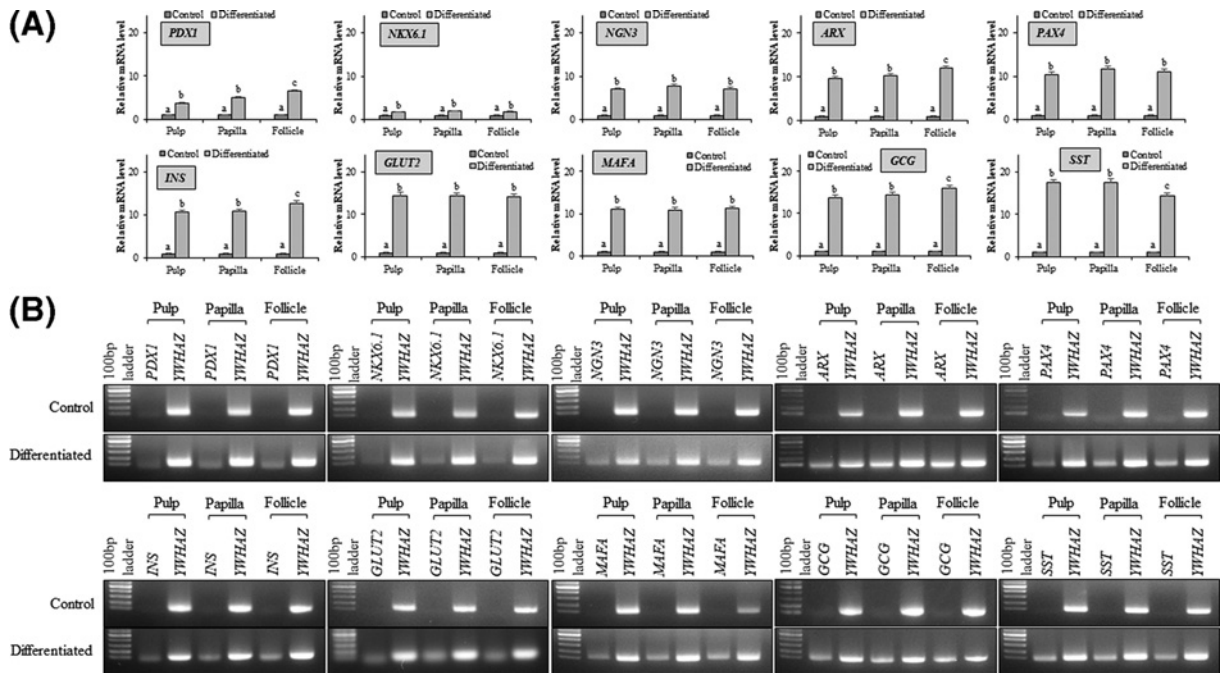 (A)
Control Differentiated
PDX1
Relative mRNA level
20
10
0
a b a b a c
Pulp Papilla Follicle
Control Differentiated
NKX6.1
Relative mRNA level
20
10
0
a b a b a b
Pulp Papilla Follicle
Control Differentiated
NGN3
Relative mRNA level
20
10
0
a b a b a b
Pulp Papilla Follicle
Control Differentiated
ARX
Relative mRNA level
20
10
0
a b a b a c
Pulp Papilla Follicle
Control Differentiated
PAX4
Relative mRNA level
20
10
0
a b a b a b
Pulp Papilla Follicle
Control Differentiated
INS
Relative mRNA level
20
10
0
a b a b a c
Pulp Papilla Follicle
Control
Differentiated
GLUT2
Relative mRNA level
20
10
0
a b a b a b
Pulp Papilla Follicle
Control
Differentiated
MAFA
Relative mRNA level
20
10
0
a b a b a b
Pulp Papilla Follicle
Control
Differentiated
GCG
Relative mRNA level
20
10
0
a b a b a c
Pulp Papilla Follicle
Control
Differentiated
SST
Relative mRNA level
20
10
0
a b a b a c
Pulp Papilla Follicle
(B)
Pulp Papilla Follicle Pulp Papilla Follicle Pulp Papilla Follicle Pulp Papilla Follicle Pulp Papilla Follicle
100bp ladder PDX1 YWHAZ PDX1 YWHAZ PDX1 YWHAZ
100bp ladder NKX6.1 YWHAZ NKX6.1 YWHAZ NKX6.1 YWHAZ
100bp ladder NGN3 YWHAZ NGN3 YWHAZ NGN3 YWHAZ
100bp ladder ARX YWHAZ ARX YWHAZ ARX YWHAZ
100bp ladder PAX4 YWHAZ PAX4 YWHAZ PAX4 YWHAZ
Control
Differentiated
Pulp Papilla Follicle Pulp Papilla Follicle Pulp Papilla Follicle Pulp Papilla Follicle Pulp Papilla Follicle
100bp ladder INS YWHAZ INS YWHAZ INS YWHAZ
100bp ladder GLUT2 YWHAZ GLUT2 YWHAZ GLUT2 YWHAZ
100bp ladder MAFA YWHAZ MAFA YWHAZ MAFA YWHAZ
100bp ladder GCG YWHAZ GCG YWHAZ GCG YWHAZ
100bp ladder SST YWHAZ SST YWHAZ SST YWHAZ
Control
Differentiated